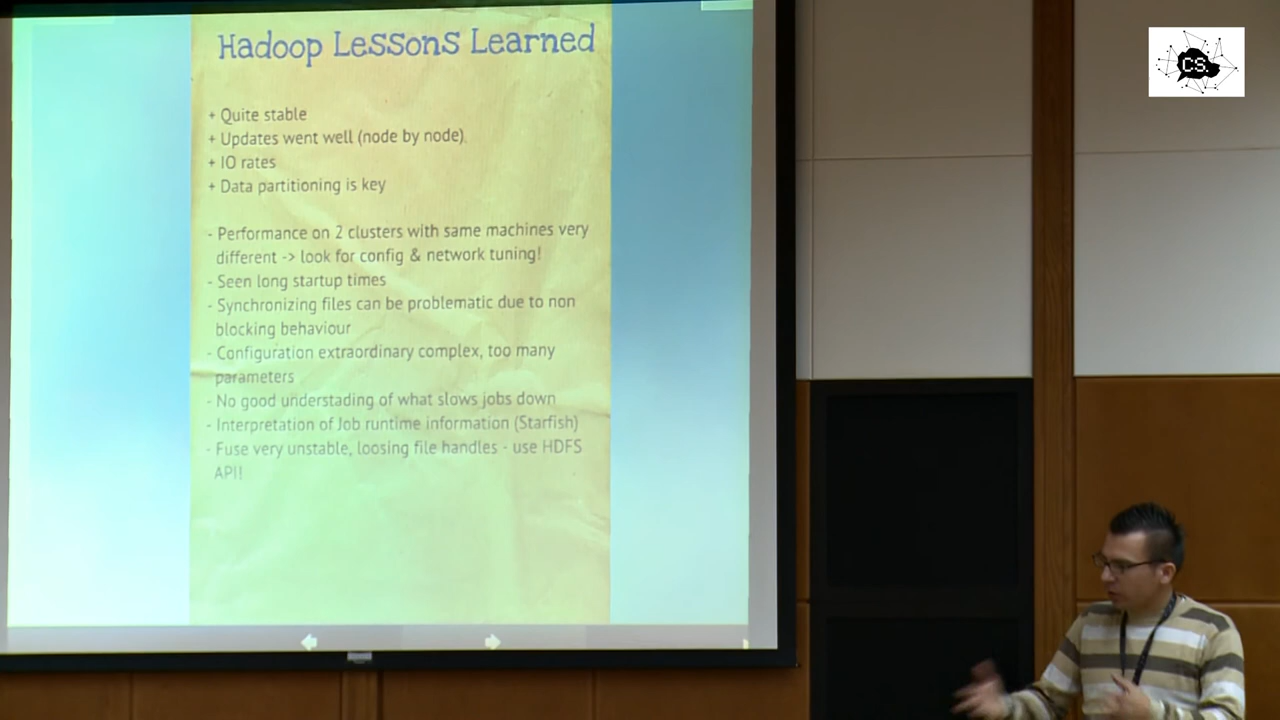 Hadoop Lessons Learned
+ Quite stable
+ Updates went well (node by node).
+ IO rates
+ Data partitioning is key
- Performance on 2 clusters with same machines very
different -> look for config & network tuning!
- Seen long startup times
- Synchronizing files can be problematic due to non
blocking behaviour
- Configuration extraordinary complex, too many
parameters
- No good understading of what slows jobs down
- Interpretation of Job runtime information (Starfish)
- Fuse very unstable, loosing file handles - use HDFS
API!
CS.